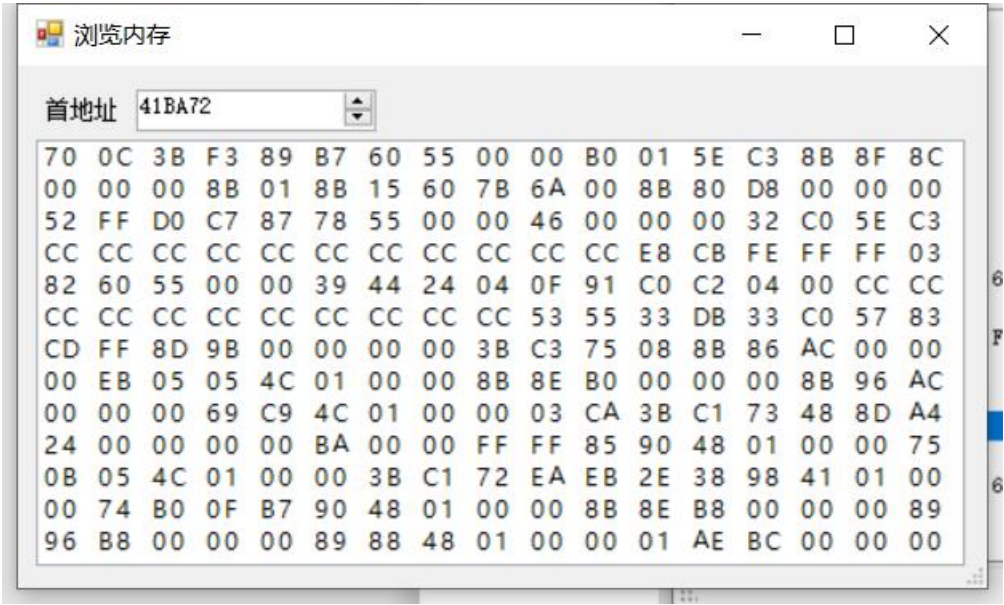 浏览内存
首地址 41BA72
70 0C 3B F3 89 B7 60 55 00 00 B0 01 5E C3 8B 8F 8C
00 00 00 8B 01 8B 15 60 7B 6A 00 8B 80 D8 00 00 00
52 FF D0 C7 87 78 55 00 00 46 00 00 00 32 C0 5E C3
CC CC CC CC CC CC CC CC CC CC CC E8 CB FE FF FF 03
82 60 55 00 00 39 44 24 04 0F 91 C0 C2 04 00 CC CC
CC CC CC CC CC CC CC CC CC 53 55 33 DB 33 C0 57 83
CD FF 8D 9B 00 00 00 00 3B C3 75 08 8B 86 AC 00 00
00 EB 05 05 4C 01 00 00 8B 8E B0 00 00 00 8B 96 AC
00 00 00 69 C9 4C 01 00 00 03 CA 3B C1 73 48 8D A4
24 00 00 00 00 BA 00 00 FF FF 85 90 48 01 00 00 75
0B 05 4C 01 00 00 3B C1 72 EA EB 2E 38 98 41 01 00
00 74 B0 0F B7 90 48 01 00 00 8B 8E B8 00 00 00 89
96 B8 00 00 00 89 88 48 01 00 00 01 AE BC 00 00 00
6
F
6